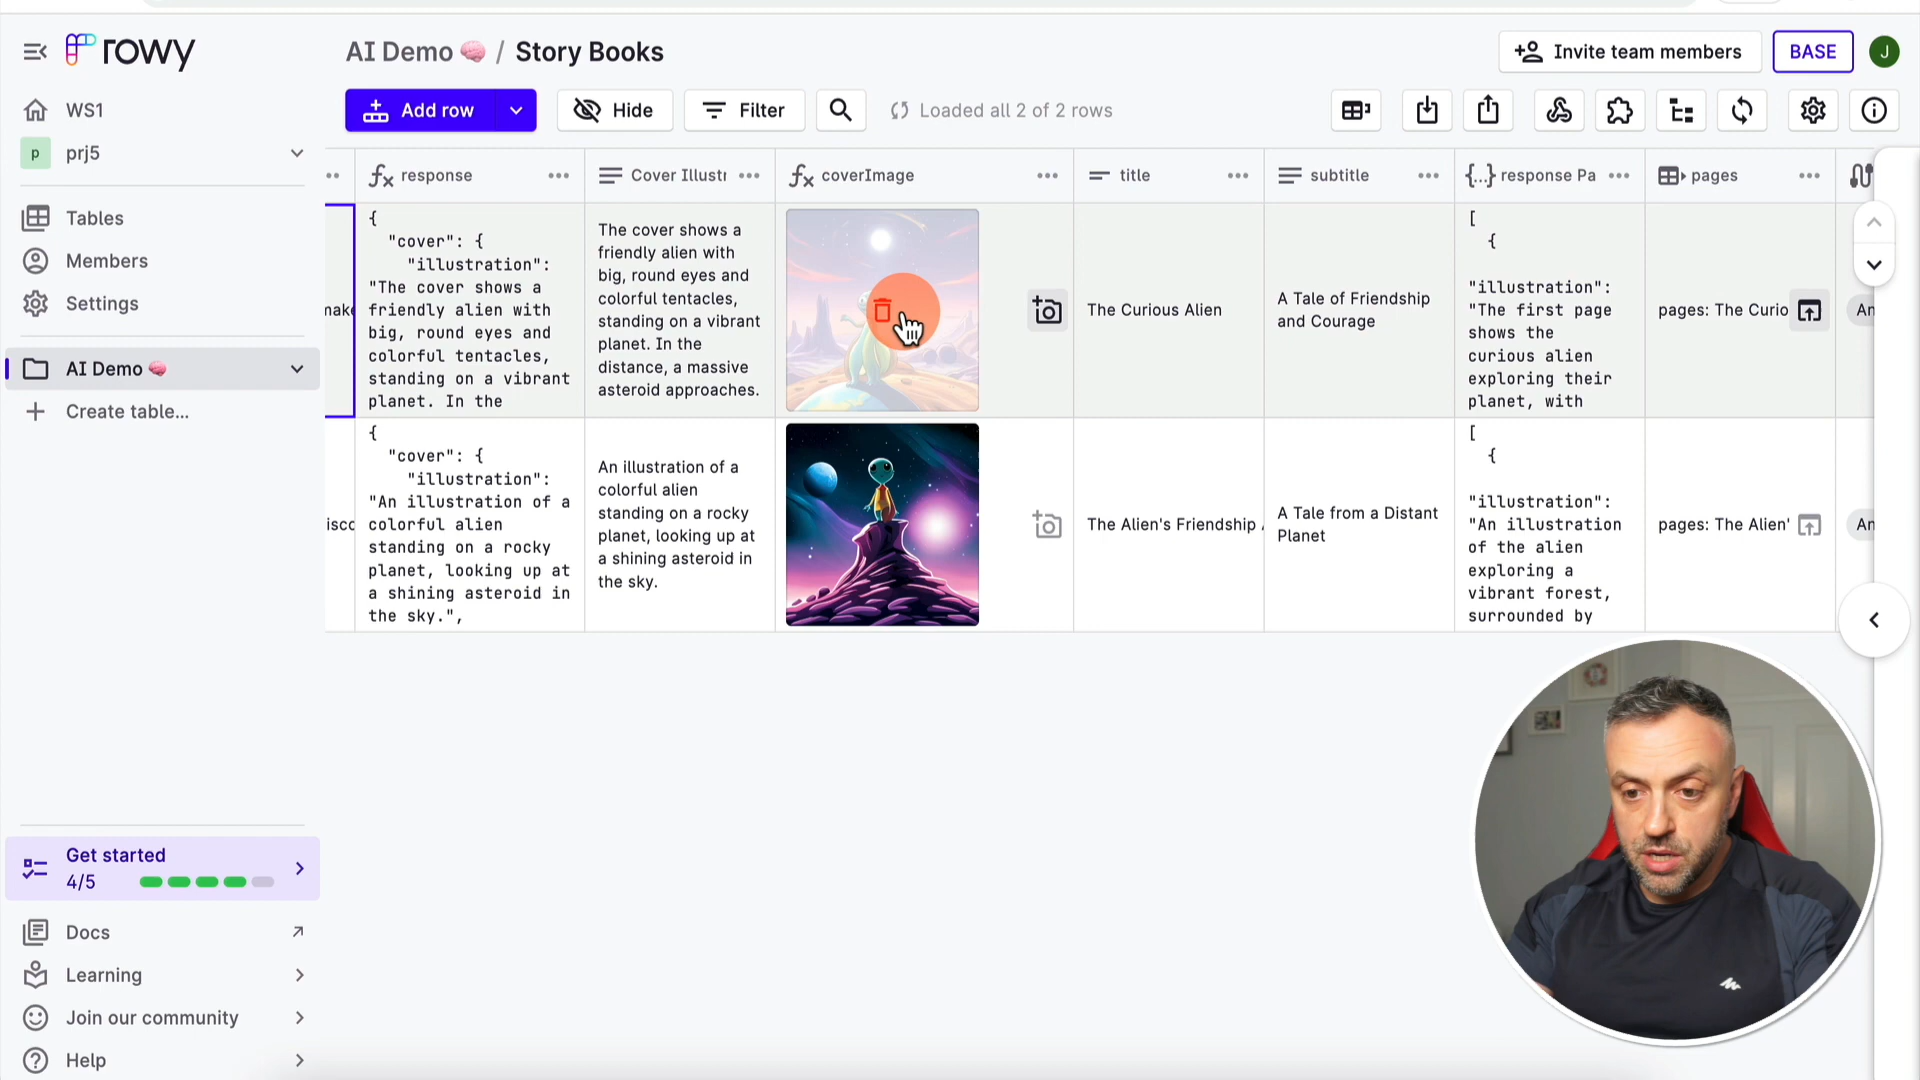 rowy
AI Demo 🧠 / Story Books
Invite team members
BASE
J
WS1
p
prj5
Add row
Hide
Filter
Loaded all 2 of 2 rows
response
Cover Illustr
coverImage
title
subtitle
{...} response Pa
pages
Tables
Members
Settings
AI Demo 🧠
Create table...
make
{
"cover": {
"illustration":
"The cover shows a
friendly alien with
big, round eyes and
colorful tentacles,
standing on a vibrant
planet. In the
The cover shows a
friendly alien with
big, round eyes and
colorful tentacles,
standing on a vibrant
planet. In the
distance, a massive
asteroid approaches.
The Curious Alien
A Tale of Friendship
and Courage
[
{
"illustration":
"The first page
shows the
curious alien
exploring their
planet, with
pages: The Curio
An
isco
{
"cover": {
"illustration":
"An illustration of a
colorful alien
standing on a rocky
planet, looking up at
a shining asteroid in
the sky.",
An illustration of a
colorful alien
standing on a rocky
planet, looking up at
a shining asteroid in
the sky.
The Alien's Friendship
A Tale from a Distant
Planet
[
{
"illustration":
"An illustration
of the alien
exploring a
vibrant forest,
surrounded by
pages: The Alien'
An
Get started
4/5
Docs
Learning
Join our community
Help